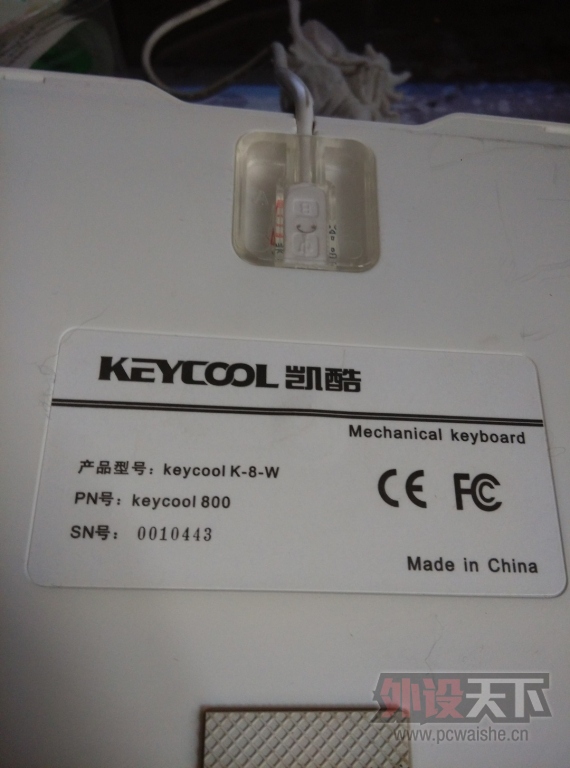 KEYCOOL 凯酷
Mechanical keyboard
产品型号: keycool K-8-W
PN号: keycool 800
SN号: 0010443
CE FC
Made in China
外设天下
www.pcwaishe.cn